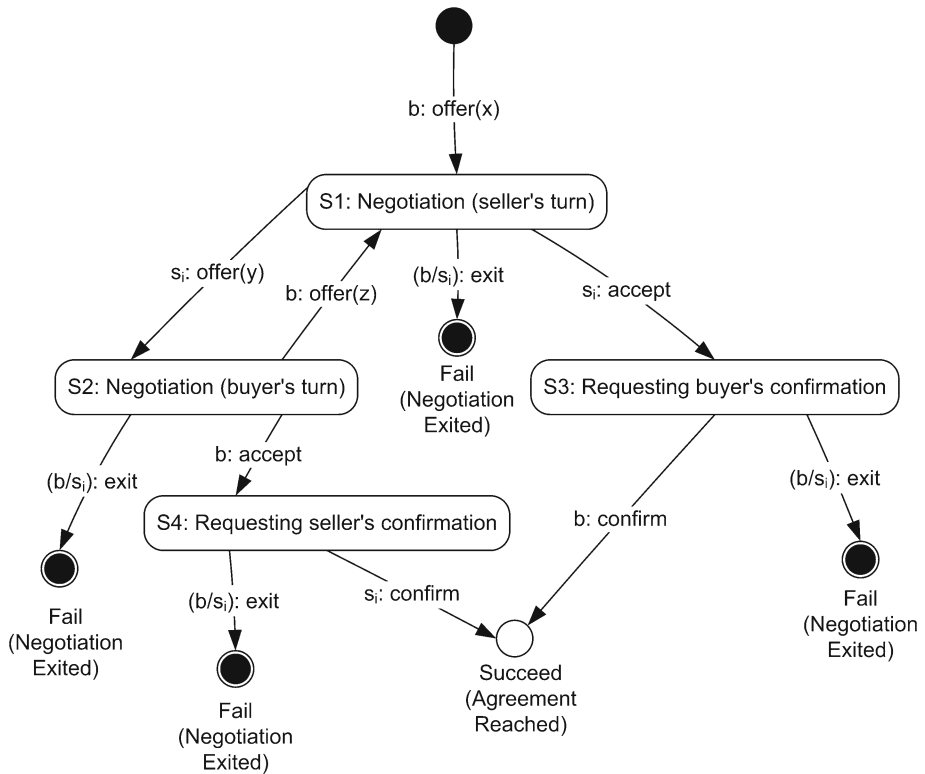 b: offer(x)
S1: Negotiation (seller's turn)
sᵢ: offer(y)
b: offer(z)
(b/sᵢ): exit
sᵢ: accept
S2: Negotiation (buyer's turn)
Fail
(Negotiation
Exited)
S3: Requesting buyer's confirmation
(b/sᵢ): exit
b: accept
(b/sᵢ): exit
S4: Requesting seller's confirmation
b: confirm
Fail
(Negotiation
Exited)
(b/sᵢ): exit
sᵢ: confirm
Fail
(Negotiation
Exited)
Succeed
(Agreement
Reached)
Fail
(Negotiation
Exited)